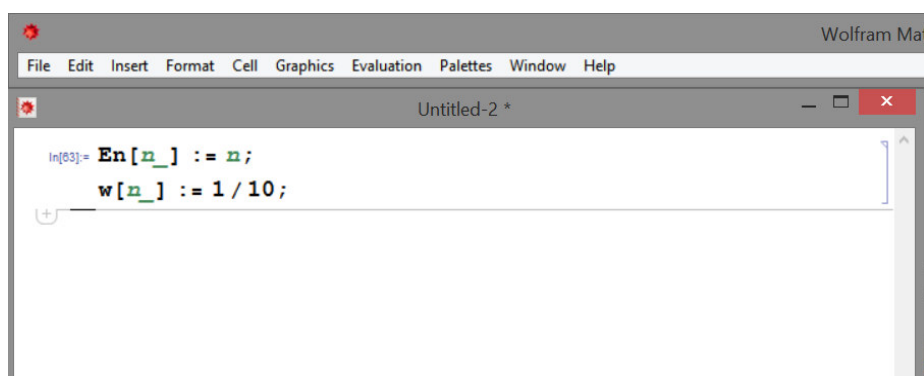 Wolfram Ma
File Edit Insert Format Cell Graphics Evaluation Palettes Window Help
Untitled-2 *
In[63]:= En[n_] := n;
w[n_] := 1 / 10;